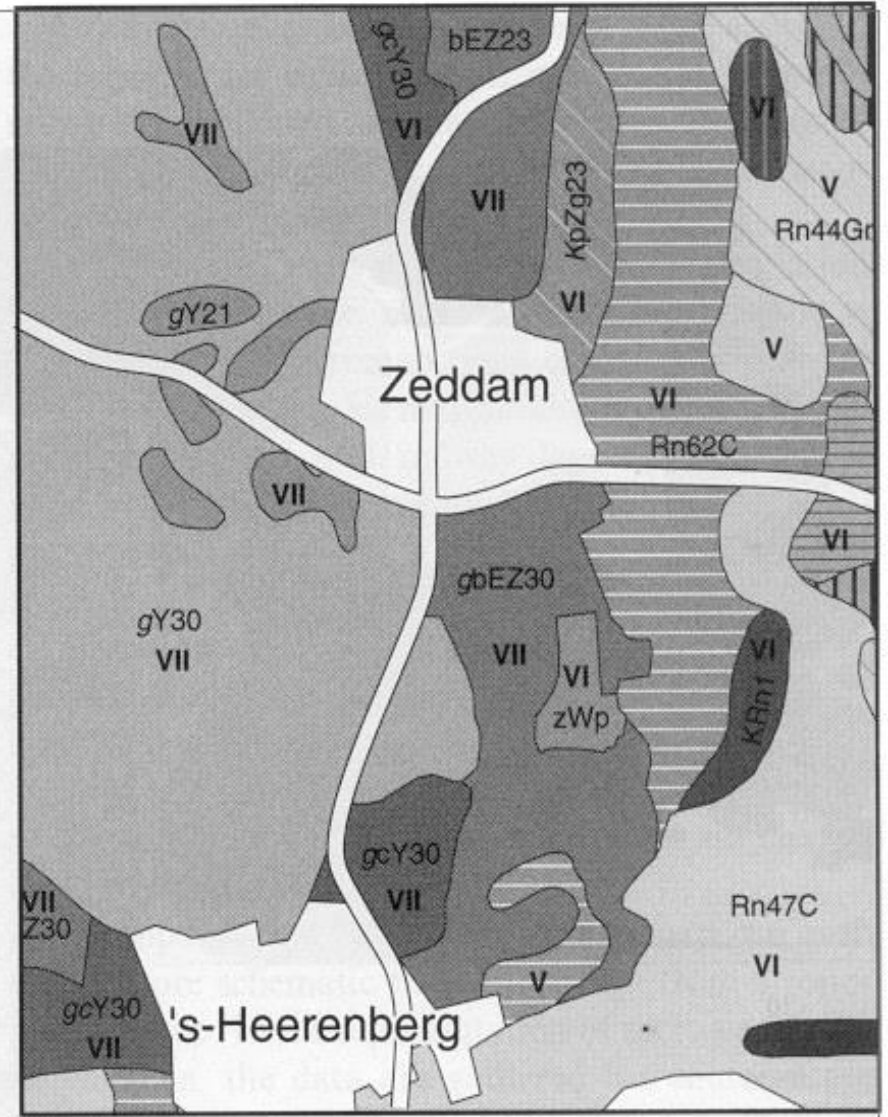 bEZ23
gcY30
VI
VII
VI
VII
KpZg23
V
Rn44Gr
VI
gY21
V
Zeddam
VI
Rn62C
VII
VI
gbEZ30
gY30
VII
VII
VI
zWp
VI
KRn1
gcY30
VII
VII
Z30
Rn47C
VI
V
gcY30
VII
's-Heerenberg